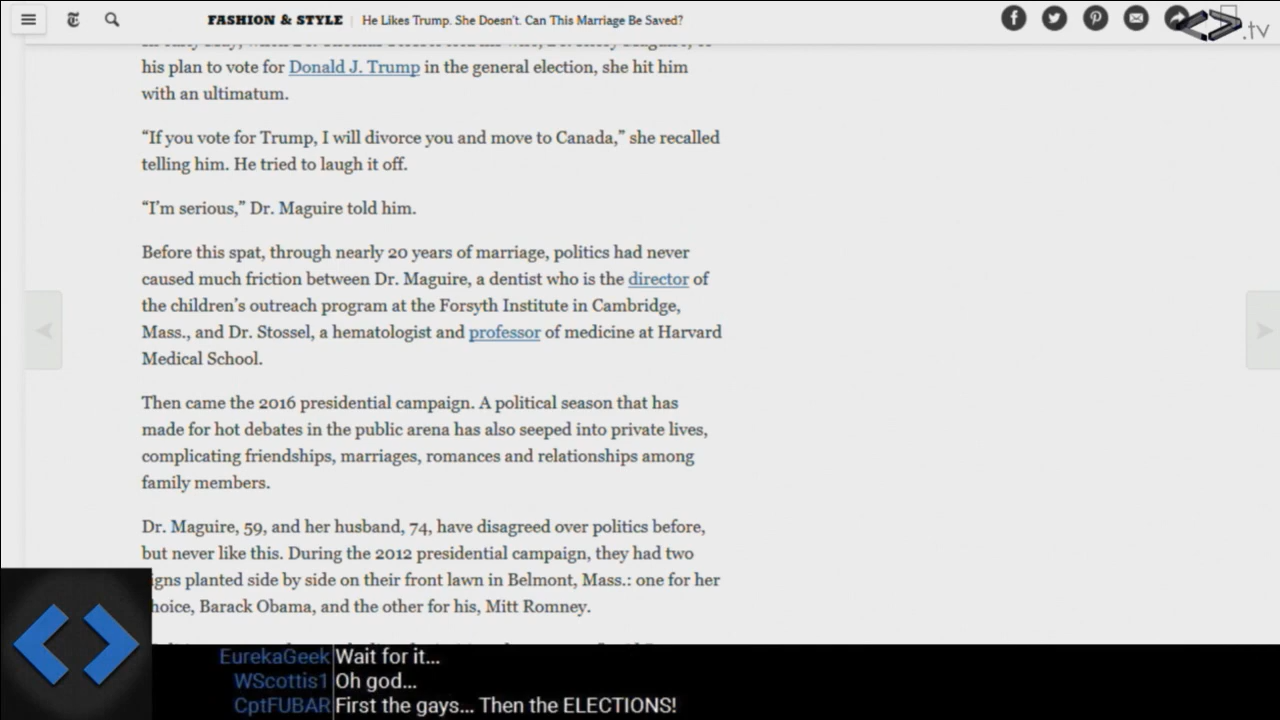 FASHION & STYLE | He Likes Trump. She Doesn't. Can This Marriage Be Saved?
.tv
his plan to vote for Donald J. Trump in the general election, she hit him
with an ultimatum.
“If you vote for Trump, I will divorce you and move to Canada,” she recalled
telling him. He tried to laugh it off.
“I’m serious,” Dr. Maguire told him.
Before this spat, through nearly 20 years of marriage, politics had never
caused much friction between Dr. Maguire, a dentist who is the director of
the children’s outreach program at the Forsyth Institute in Cambridge,
Mass., and Dr. Stossel, a hematologist and professor of medicine at Harvard
Medical School.
Then came the 2016 presidential campaign. A political season that has
made for hot debates in the public arena has also seeped into private lives,
complicating friendships, marriages, romances and relationships among
family members.
Dr. Maguire, 59, and her husband, 74, have disagreed over politics before,
but never like this. During the 2012 presidential campaign, they had two
igns planted side by side on their front lawn in Belmont, Mass.: one for her
hoice, Barack Obama, and the other for his, Mitt Romney.
EurekaGeek Wait for it...
WScottis1 Oh god...
CptFUBAR First the gays... Then the ELECTIONS!